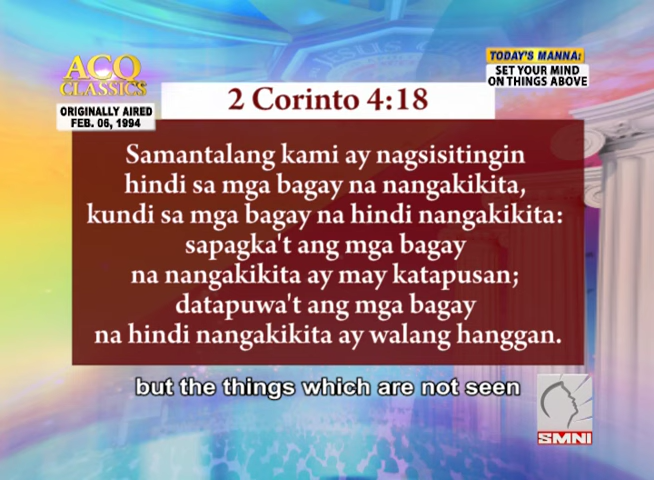 ACQ
CLASSICS
ORIGINALLY AIRED
FEB. 06, 1994
TODAY'S MANNA:
SET YOUR MIND
ON THINGS ABOVE
2 Corinto 4:18
Samantalang kami ay nagsisitingin
hindi sa mga bagay na nangakikita,
kundi sa mga bagay na hindi nangakikita:
sapagka't ang mga bagay
na nangakikita ay may katapusan;
datapuwa't ang mga bagay
na hindi nangakikita ay walang hanggan.
but the things which are not seen
SMNI